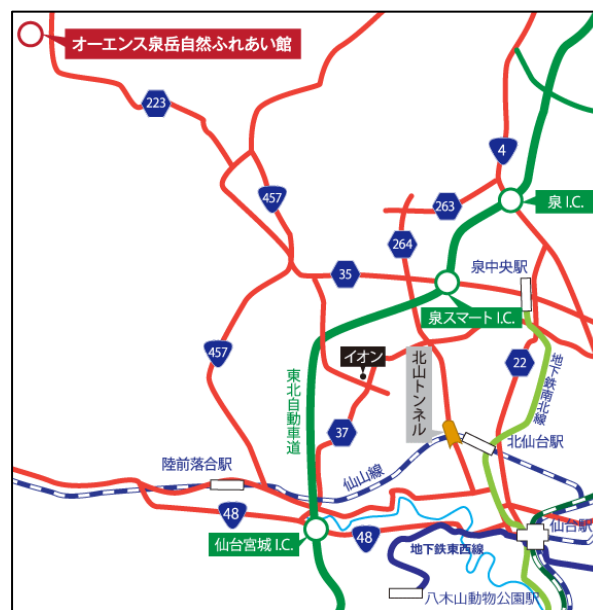 オーエンス泉岳自然ふれあい館
223
4
457
263
泉 I.C.
264
泉中央駅
35
泉スマート I.C.
457
イオン
北山トンネル
22
地下鉄南北線
東北自動車道
37
北仙台駅
陸前落合駅
仙山線
48
仙台駅
仙台宮城 I.C.
48
地下鉄東西線
八木山動物公園駅